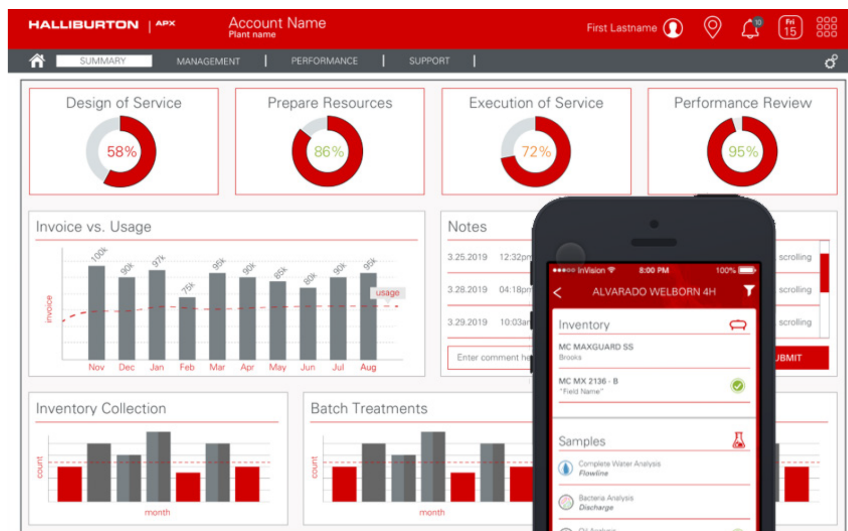 HALLIBURTON | APX
Account Name
Plant name
First Lastname
10
Fri
15
SUMMARY
MANAGEMENT
PERFORMANCE
SUPPORT
Design of Service
58%
Prepare Resources
86%
Execution of Service
72%
Performance Review
95%
Invoice vs. Usage
100k
90k
97k
75k
95k
90k
85k
80k
90k
95k
usage
invoice
Nov Dec Jan Feb Mar Apr May Jun Jul Aug
Notes
3.25.2019 12:32pm
scrolling
3.28.2019 04:18pm
scrolling
3.29.2019 10:03am
scrolling
Enter comment he
UBMIT
Inventory Collection
count
month
Batch Treatments
count
month
InVision
8:00 PM
100%
ALVARADO WELBORN 4H
Inventory
MC MAXGUARD SS
Brooks
MC MX 2136 - B
"Field Name"
Samples
Complete Water Analysis
Flowline
Bacteria Analysis
Discharge
Oil Analysis